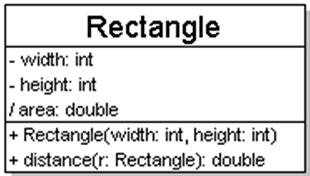 Rectangle
- width: int
- height: int
/ area: double
+ Rectangle(width: int, height: int)
+ distance(r: Rectangle): double